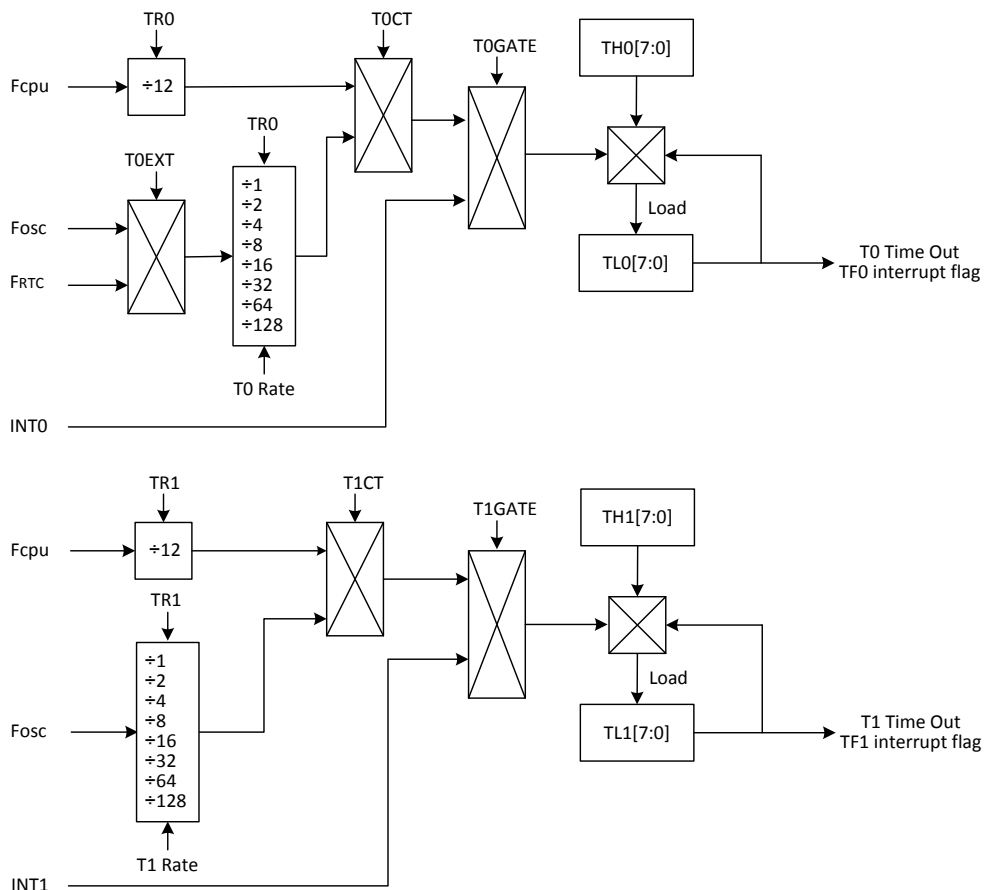 TR0
T0CT
T0GATE
TH0[7:0]
Fcpu
÷12
TR0
T0EXT
÷1
÷2
÷4
÷8
÷16
÷32
÷64
÷128
Fosc
FRTC
Load
TL0[7:0]
T0 Time Out
TF0 interrupt flag
T0 Rate
INT0
TR1
T1CT
T1GATE
TH1[7:0]
Fcpu
÷12
TR1
÷1
÷2
÷4
÷8
÷16
÷32
÷64
÷128
Fosc
Load
TL1[7:0]
T1 Time Out
TF1 interrupt flag
T1 Rate
INT1